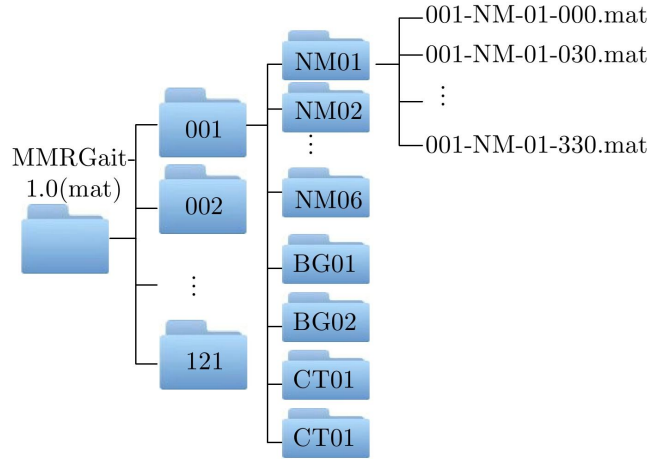 MMRGait-
1.0(mat)
001
002
⋮
121
NM01
NM02
⋮
NM06
BG01
BG02
CT01
CT01
001-NM-01-000.mat
001-NM-01-030.mat
⋮
001-NM-01-330.mat